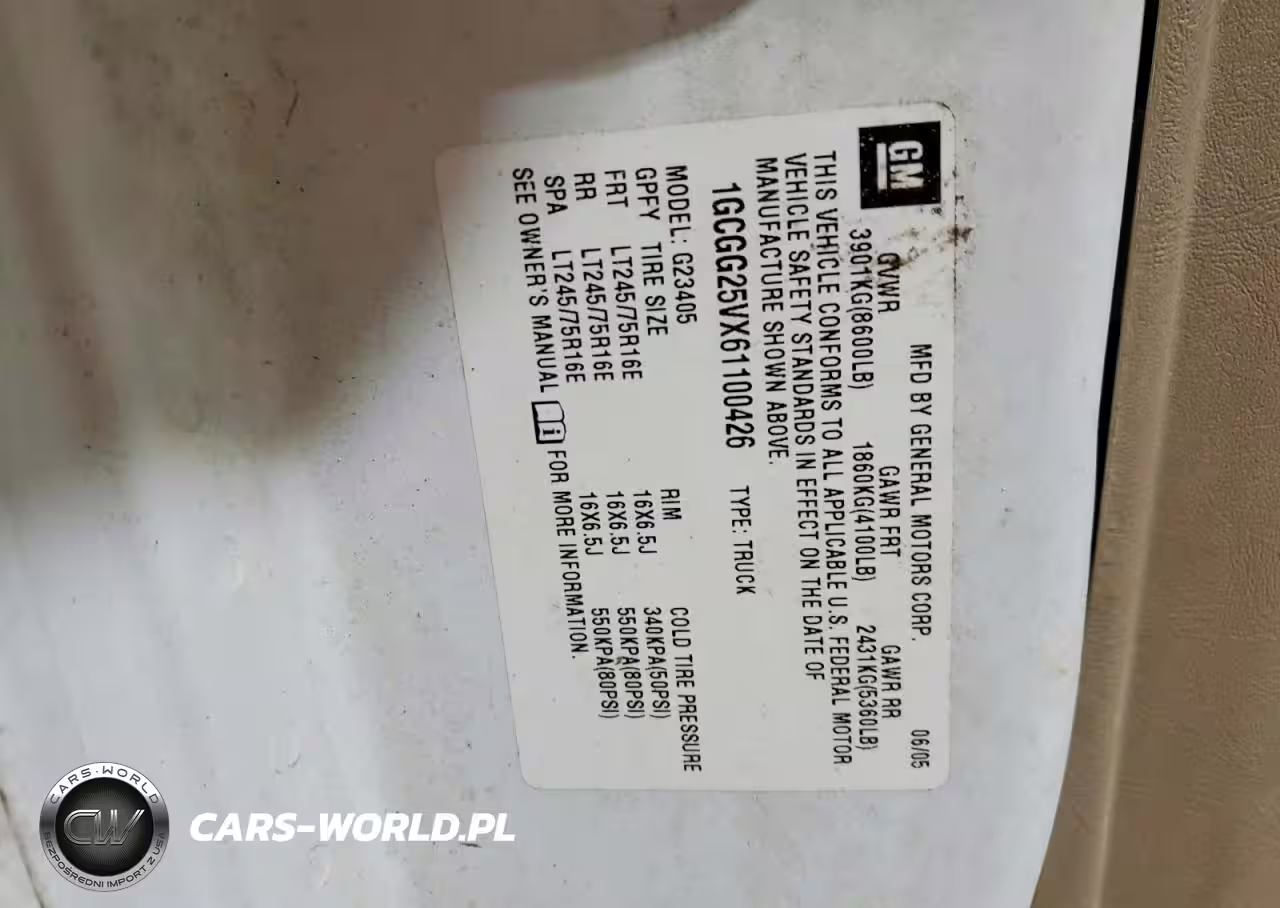 GM
MFD BY GENERAL MOTORS CORP. 06/05
GVWR GAWR FRT GAWR RR
3901KG(8600LB) 1860KG(4100LB) 2431KG(5360LB)
THIS VEHICLE CONFORMS TO ALL APPLICABLE U.S. FEDERAL MOTOR
VEHICLE SAFETY STANDARDS IN EFFECT ON THE DATE OF
MANUFACTURE SHOWN ABOVE.
1GCGG25VX61100426 TYPE: TRUCK
MODEL: G23405
GPFY TIRE SIZE RIM COLD TIRE PRESSURE
FRT LT245/75R16E 16X6.5J 340KPA(50PSI)
RR LT245/75R16E 16X6.5J 550KPA(80PSI)
SPA LT245/75R16E 16X6.5J 550KPA(80PSI)
SEE OWNER'S MANUAL i FOR MORE INFORMATION.
CARS-WORLD
CW
BEZPOŚREDNI IMPORT Z USA
CARS-WORLD.PL